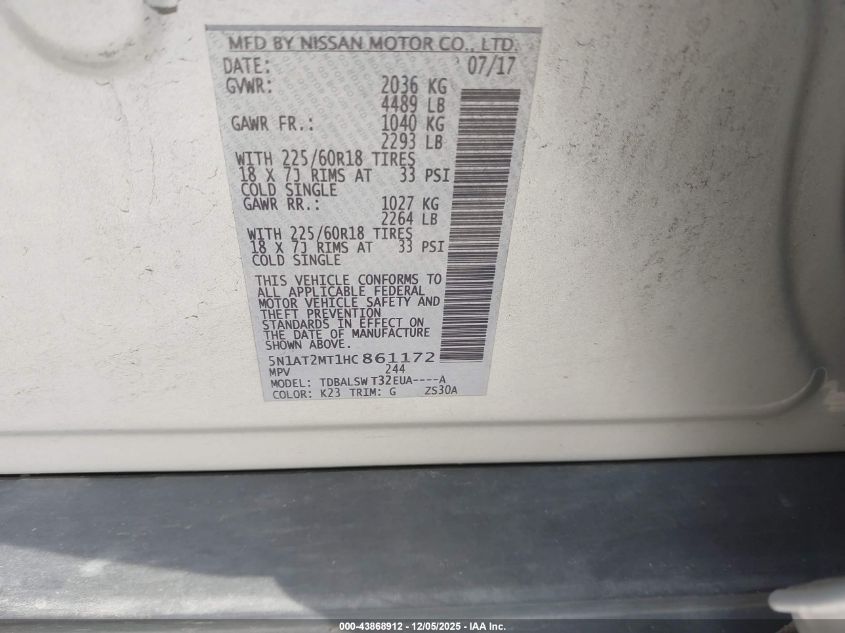 MFD BY NISSAN MOTOR CO., LTD.
DATE: 07/17
GVWR: 2036 KG
4489 LB
GAWR FR.: 1040 KG
2293 LB
WITH 225/60R18 TIRES
18 X 7J RIMS AT 33 PSI
COLD SINGLE
GAWR RR.: 1027 KG
2264 LB
WITH 225/60R18 TIRES
18 X 7J RIMS AT 33 PSI
COLD SINGLE
THIS VEHICLE CONFORMS TO
ALL APPLICABLE FEDERAL
MOTOR VEHICLE SAFETY AND
THEFT PREVENTION
STANDARDS IN EFFECT ON
THE DATE OF MANUFACTURE
SHOWN ABOVE.
5N1AT2MT1HC861172
MPV 244
MODEL: TDBALSW T32EUA----A
COLOR: K23 TRIM: G ZS30A
000-43868912 - 12/05/2025 - IAA Inc.